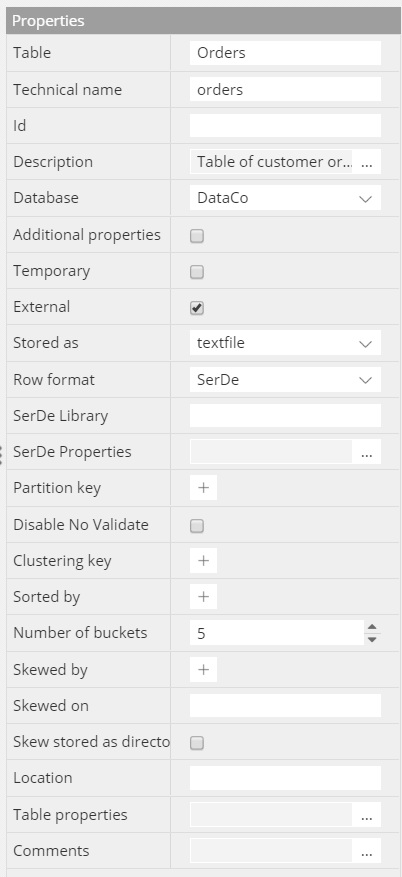 Properties
Table Orders
Technical name orders
Id
Description Table of customer or... ...
Database DataCo
Additional properties
Temporary
External
Stored as textfile
Row format SerDe
SerDe Library
SerDe Properties ...
Partition key +
Disable No Validate
Clustering key +
Sorted by +
Number of buckets 5
Skewed by +
Skewed on
Skew stored as directo
Location
Table properties ...
Comments ...